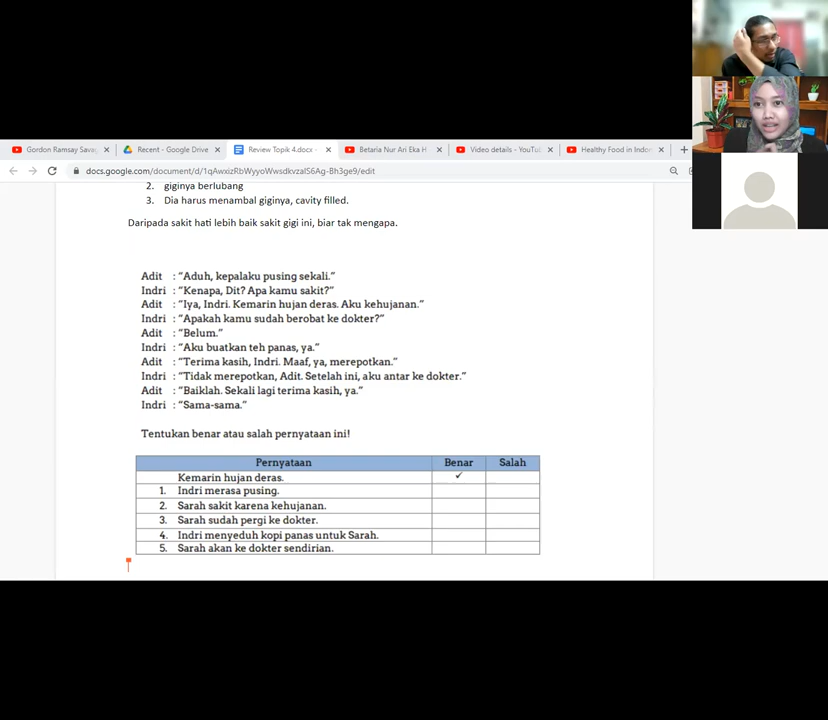 Gordon Ramsay Sava
Recent - Google Drive
Review Topik 4.docx -
Betaria Nur Ari Eka H
Video details - YouTu
Healthy Food in Indo
docs.google.com/document/d/1qAwxizRbWyyoWwsdkvzalS6Ag-Bh3ge9/edit
2. giginya berlubang
3. Dia harus menambal giginya, cavity filled.
Daripada sakit hati lebih baik sakit gigi ini, biar tak mengapa.
Adit : “Aduh, kepalaku pusing sekali.”
Indri : “Kenapa, Dit? Apa kamu sakit?”
Adit : “Iya, Indri. Kemarin hujan deras. Aku kehujanan.”
Indri : “Apakah kamu sudah berobat ke dokter?”
Adit : “Belum.”
Indri : “Aku buatkan teh panas, ya.”
Adit : “Terima kasih, Indri. Maaf, ya, merepotkan.”
Indri : “Tidak merepotkan, Adit. Setelah ini, aku antar ke dokter.”
Adit : “Baiklah. Sekali lagi terima kasih, ya.”
Indri : “Sama-sama.”
Tentukan benar atau salah pernyataan ini!
Pernyataan Benar Salah
Kemarin hujan deras. ✓
1. Indri merasa pusing.
2. Sarah sakit karena kehujanan.
3. Sarah sudah pergi ke dokter.
4. Indri menyeduh kopi panas untuk Sarah.
5. Sarah akan ke dokter sendirian.